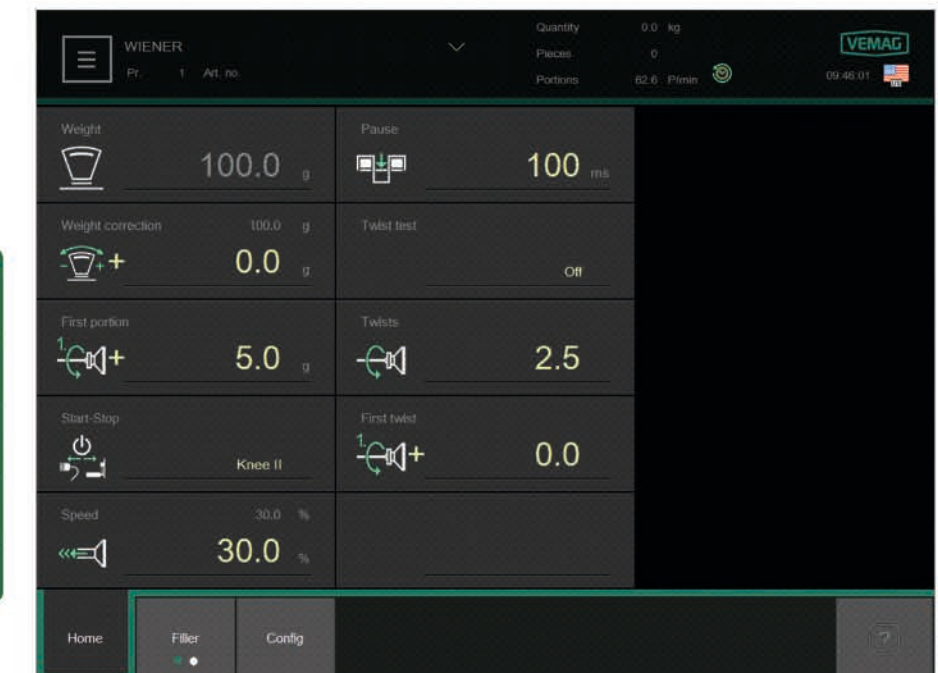 WIENER
Pr. 1 Art. no.
Quantity 0.0 kg
Pieces 0
Portions 62.6 P/min
VEMAG
09:46:01
US
Weight
100.0 g
Pause
100 ms
Weight correction 100.0 g
0.0 g
Twist test
Off
First portion
1.
5.0 g
Twists
2.5
Start-Stop
Knee II
First twist
1.
0.0
Speed 30.0 %
30.0 %
Home Filler Config ?